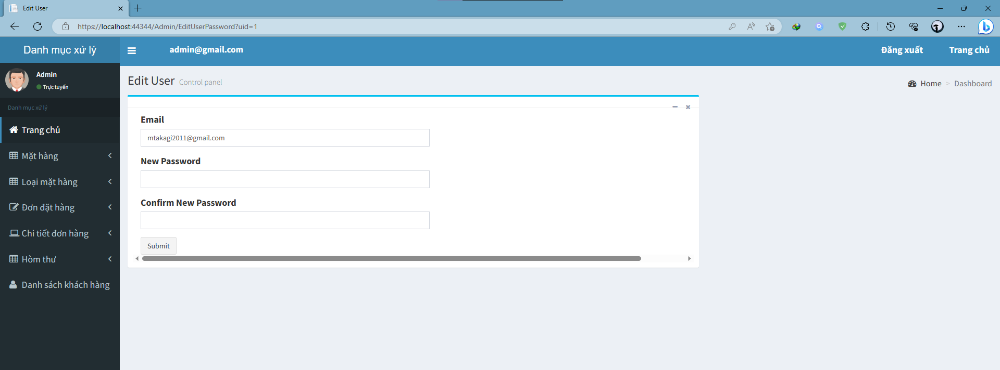 Edit User
https://localhost:44344/Admin/EditUserPassword?uid=1
Danh mục xử lý
admin@gmail.com
Đăng xuất
Trang chủ
Admin
Trực tuyến
Danh mục xử lý
Trang chủ
Mặt hàng
Loại mặt hàng
Đơn đặt hàng
Chi tiết đơn hàng
Hòm thư
Danh sách khách hàng
Edit User Control panel
Home > Dashboard
Email
mtakagi2011@gmail.com
New Password
Confirm New Password
Submit